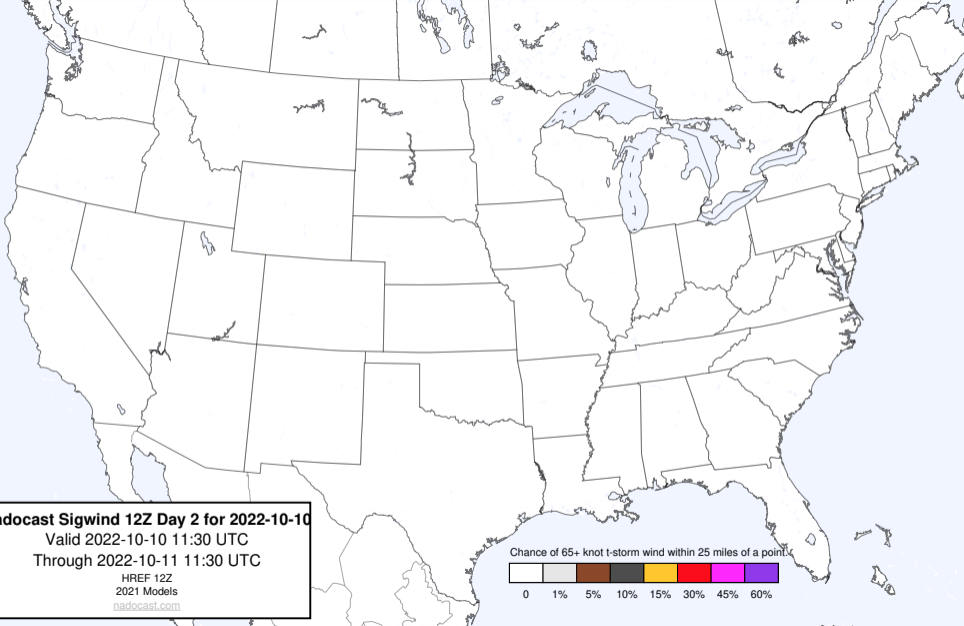 adocast Sigwind 12Z Day 2 for 2022-10-10
Valid 2022-10-10 11:30 UTC
Through 2022-10-11 11:30 UTC
HREF 12Z
2021 Models
nadocast.com
Chance of 65+ knot t-storm wind within 25 miles of a point.
0 1% 5% 10% 15% 30% 45% 60%